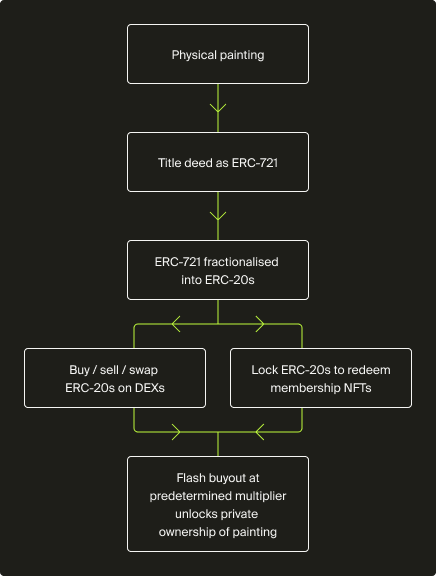 Physical painting
Title deed as ERC-721
ERC-721 fractionalised
into ERC-20s
Buy / sell / swap
ERC-20s on DEXs
Lock ERC-20s to redeem
membership NFTs
Flash buyout at
predetermined multiplier
unlocks private
ownership of painting